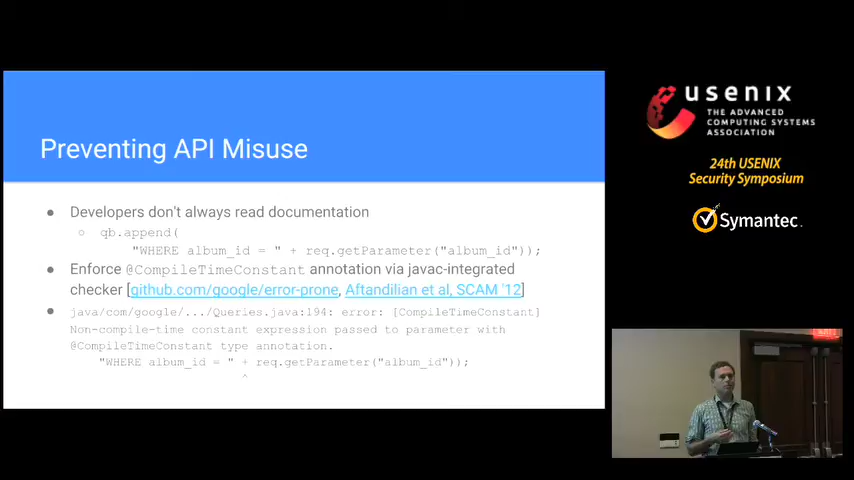 Preventing API Misuse
● Developers don't always read documentation
○ qb.append(
"WHERE album_id = " + req.getParameter("album_id"));
● Enforce @CompileTimeConstant annotation via javac-integrated
checker [github.com/google/error-prone, Aftandilian et al, SCAM '12]
● java/com/google/.../Queries.java:194: error: [CompileTimeConstant]
Non-compile-time constant expression passed to parameter with
@CompileTimeConstant type annotation.
"WHERE album_id = " + req.getParameter("album_id"));
^
usenix
THE ADVANCED
COMPUTING SYSTEMS
ASSOCIATION
24th USENIX
Security Symposium
Symantec.